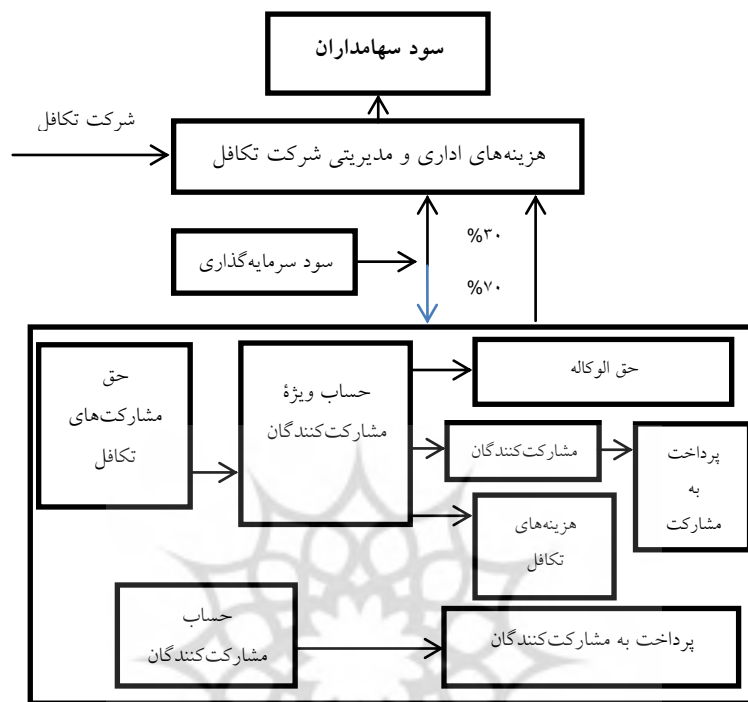 سود سهامداران
شرکت تکافل
هزینه‌های اداری و مدیریتی شرکت تکافل
سود سرمایه‌گذاری
%۳۰
%۷۰
حق
مشارکت‌های
تکافل
حساب ویژهٔ
مشارکت‌کنندگان
حق الوکاله
مشارکت‌کنندگان
پرداخت
به
مشارکت
هزینه‌های
تکافل
حساب
مشارکت‌کنندگان
پرداخت به مشارکت‌کنندگان